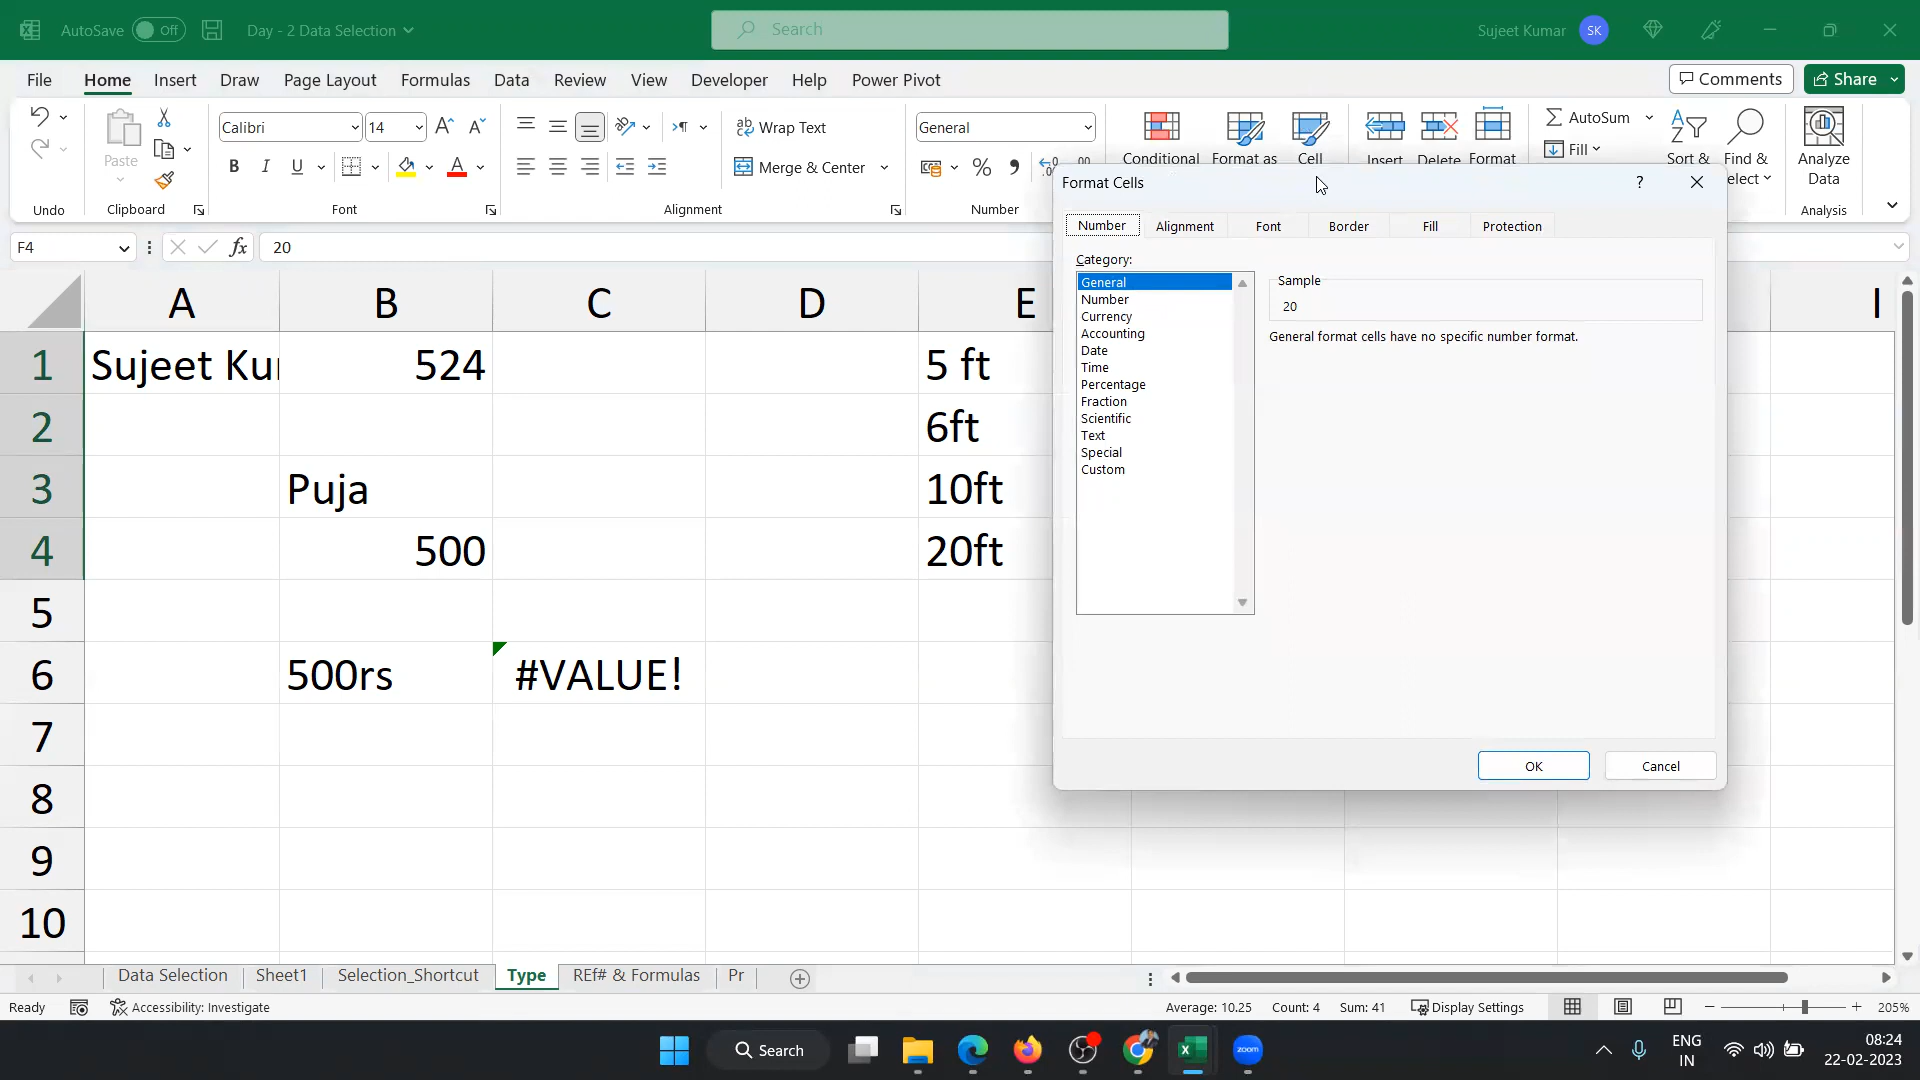 AutoSave Off Day - 2 Data Selection Search Sujeet Kumar SK
File Home Insert Draw Page Layout Formulas Data Review View Developer Help Power Pivot Comments Share
Calibri 14 Wrap Text General AutoSum
Paste B I U Merge & Center % Conditional Format as Cell Insert Delete Format Fill Sort & Find & Analyze
elect Data
Undo Clipboard Font Alignment Number Analysis
F4 fx 20
A B C D E I
1 Sujeet Ku 524 5 ft
2 6ft
3 Puja 10ft
4 500 20ft
5
6 500rs #VALUE!
7
8
9
10
Format Cells ?
Number Alignment Font Border Fill Protection
Category:
General
Number
Currency
Accounting
Date
Time
Percentage
Fraction
Scientific
Text
Special
Custom
Sample
20
General format cells have no specific number format.
OK Cancel
Data Selection Sheet1 Selection_Shortcut Type REf# & Formulas Pr
Ready Accessibility: Investigate Average: 10.25 Count: 4 Sum: 41 Display Settings 205%
Search zoom ENG 08:24
IN 22-02-2023